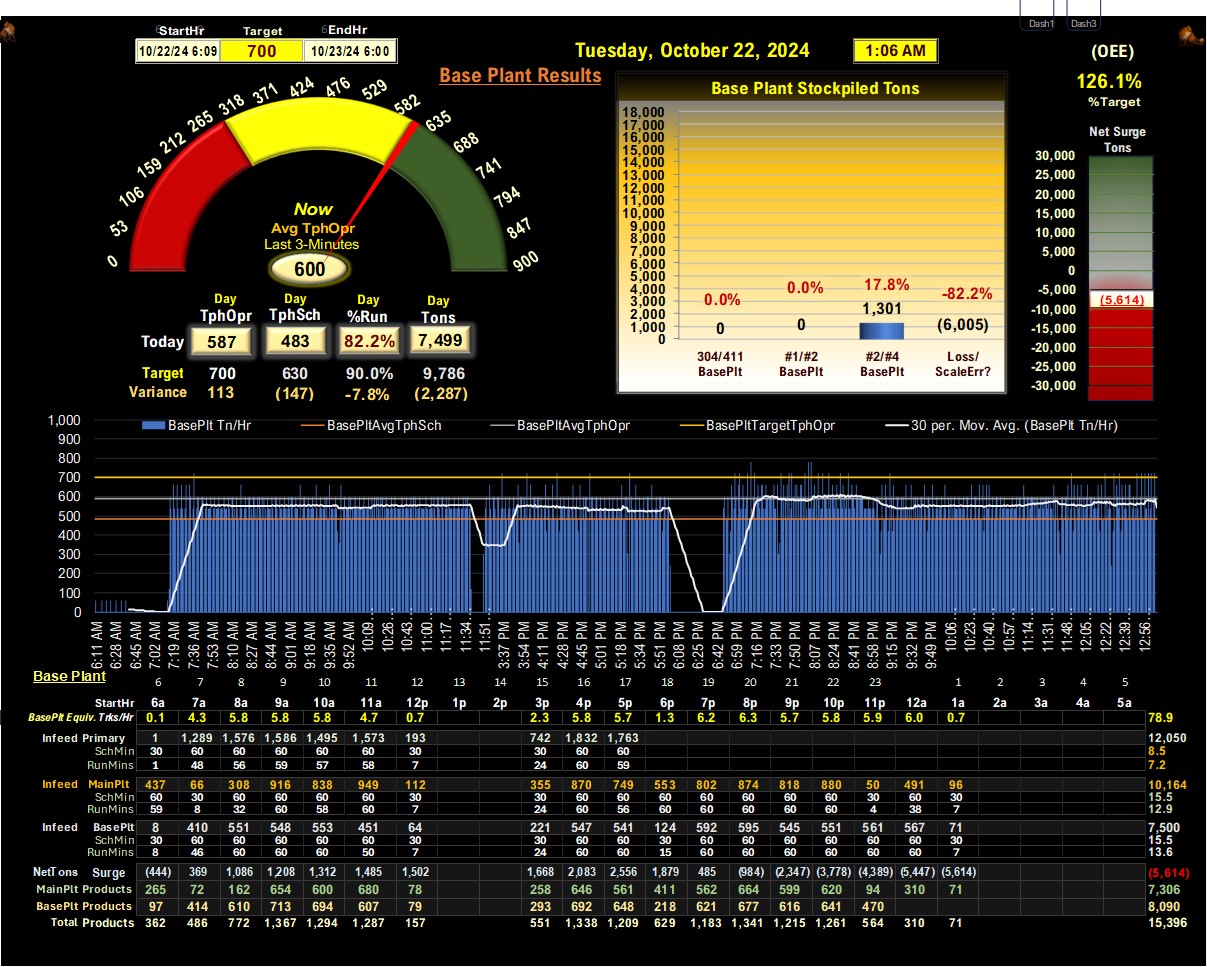 Dash1 Dash3
StartHr Target EndHr
10/22/24 6:09 700 10/23/24 6:00
Tuesday, October 22, 2024 1:06 AM
(OEE)
126.1%
%Target
Base Plant Results
0 53 106 159 212 265 318 371 424 476 529 582 635 688 741 794 847 900
Now
Avg TphOpr
Last 3-Minutes
600
Day Day Day Day
TphOpr TphSch %Run Tons
Today 587 483 82.2% 7,499
Target 700 630 90.0% 9,786
Variance 113 (147) -7.8% (2,287)
Base Plant Stockpiled Tons
18,000
17,000
16,000
15,000
14,000
13,000
12,000
11,000
10,000
9,000
8,000
7,000
6,000
5,000
4,000
3,000
2,000
1,000
0
0.0% 0.0% 17.8% -82.2%
0 0 1,301 (6,005)
304/411 #1/#2 #2/#4 Loss/
BasePlt BasePlt BasePlt ScaleErr?
Net Surge
Tons
30,000
25,000
20,000
15,000
10,000
5,000
0
-5,000
(5,614)
-10,000
-15,000
-20,000
-25,000
-30,000
BasePlt Tn/Hr BasePltAvgTphSch BasePltAvgTphOpr BasePltTargetTphOpr 30 per. Mov. Avg. (BasePlt Tn/Hr)
1,000
900
800
700
600
500
400
300
200
100
0
6:11 AM 6:28 AM 6:45 AM 7:02 AM 7:19 AM 7:36 AM 7:53 AM 8:10 AM 8:27 AM 8:44 AM 9:01 AM 9:18 AM 9:35 AM 9:52 AM 10:09... 10:26... 10:43... 11:00... 11:17... 11:34... 11:51... 3:37 PM 3:54 PM 4:11 PM 4:28 PM 4:45 PM 5:01 PM 5:18 PM 5:34 PM 5:51 PM 6:08 PM 6:25 PM 6:42 PM 6:59 PM 7:16 PM 7:33 PM 7:50 PM 8:07 PM 8:24 PM 8:41 PM 8:58 PM 9:15 PM 9:32 PM 9:49 PM 10:06... 10:23... 10:40... 10:57... 11:14... 11:31... 11:48... 12:05... 12:22... 12:39... 12:56...
Base Plant 6 7 8 9 10 11 12 13 14 15 16 17 18 19 20 21 22 23 1 2 3 4 5
StartHr 6a 7a 8a 9a 10a 11a 12p 1p 2p 3p 4p 5p 6p 7p 8p 9p 10p 11p 12a 1a 2a 3a 4a 5a
BasePlt Equiv. Trks/Hr 0.1 4.3 5.8 5.8 5.8 4.7 0.7 2.3 5.8 5.7 1.3 6.2 6.3 5.7 5.8 5.9 6.0 0.7 78.9
Infeed Primary 1 1,289 1,576 1,586 1,495 1,573 193 742 1,832 1,763 12,050
SchMin 30 60 60 60 60 60 30 30 60 60 8.5
RunMins 1 48 56 59 57 58 7 24 60 59 7.2
Infeed MainPlt 437 66 308 916 838 949 112 355 870 749 553 802 874 818 880 50 491 96 10,164
SchMin 60 30 60 60 60 60 30 30 60 60 60 60 60 60 60 30 60 30 15.5
RunMins 59 8 32 60 58 60 7 24 60 56 60 60 60 60 60 4 38 7 12.9
Infeed BasePlt 8 410 551 548 553 451 64 221 547 541 124 592 595 545 551 561 567 71 7,500
SchMin 30 60 60 60 60 60 30 30 60 60 30 60 60 60 60 60 60 30 15.5
RunMins 8 46 60 60 60 50 7 24 60 60 15 60 60 60 60 60 60 7 13.6
NetTons Surge (444) 369 1,086 1,208 1,312 1,485 1,502 1,668 2,083 2,556 1,879 485 (984) (2,347) (3,778) (4,389) (5,447) (5,614) (5,614)
MainPlt Products 265 72 162 654 600 680 78 258 646 561 411 562 664 599 620 94 310 71 7,306
BasePlt Products 97 414 610 713 694 607 79 293 692 648 218 621 677 616 641 470 8,090
Total Products 362 486 772 1,367 1,294 1,287 157 551 1,338 1,209 629 1,183 1,341 1,215 1,261 564 310 71 15,396